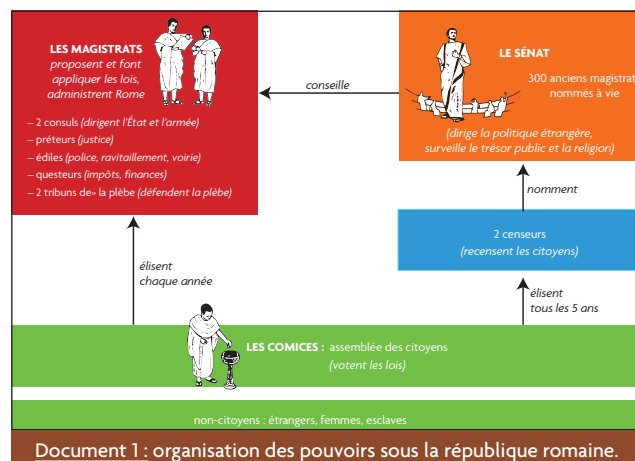 LES MAGISTRATS
proposent et font
appliquer les lois,
administrent Rome
– 2 consuls (dirigent l'État et l'armée)
– préteurs (justice)
– édiles (police, ravitaillement, voirie)
– questeurs (impôts, finances)
– 2 tribuns de» la plèbe (défendent la plèbe)
conseille
LE SÉNAT
300 anciens magistrat
nommés à vie
(dirige la politique étrangère,
surveille le trésor public et la religion)
nomment
2 censeurs
(recensent les citoyens)
élisent
chaque année
élisent
tous les 5 ans
LES COMICES : assemblée des citoyens
(votent les lois)
non-citoyens : étrangers, femmes, esclaves
Document 1 : organisation des pouvoirs sous la république romaine.